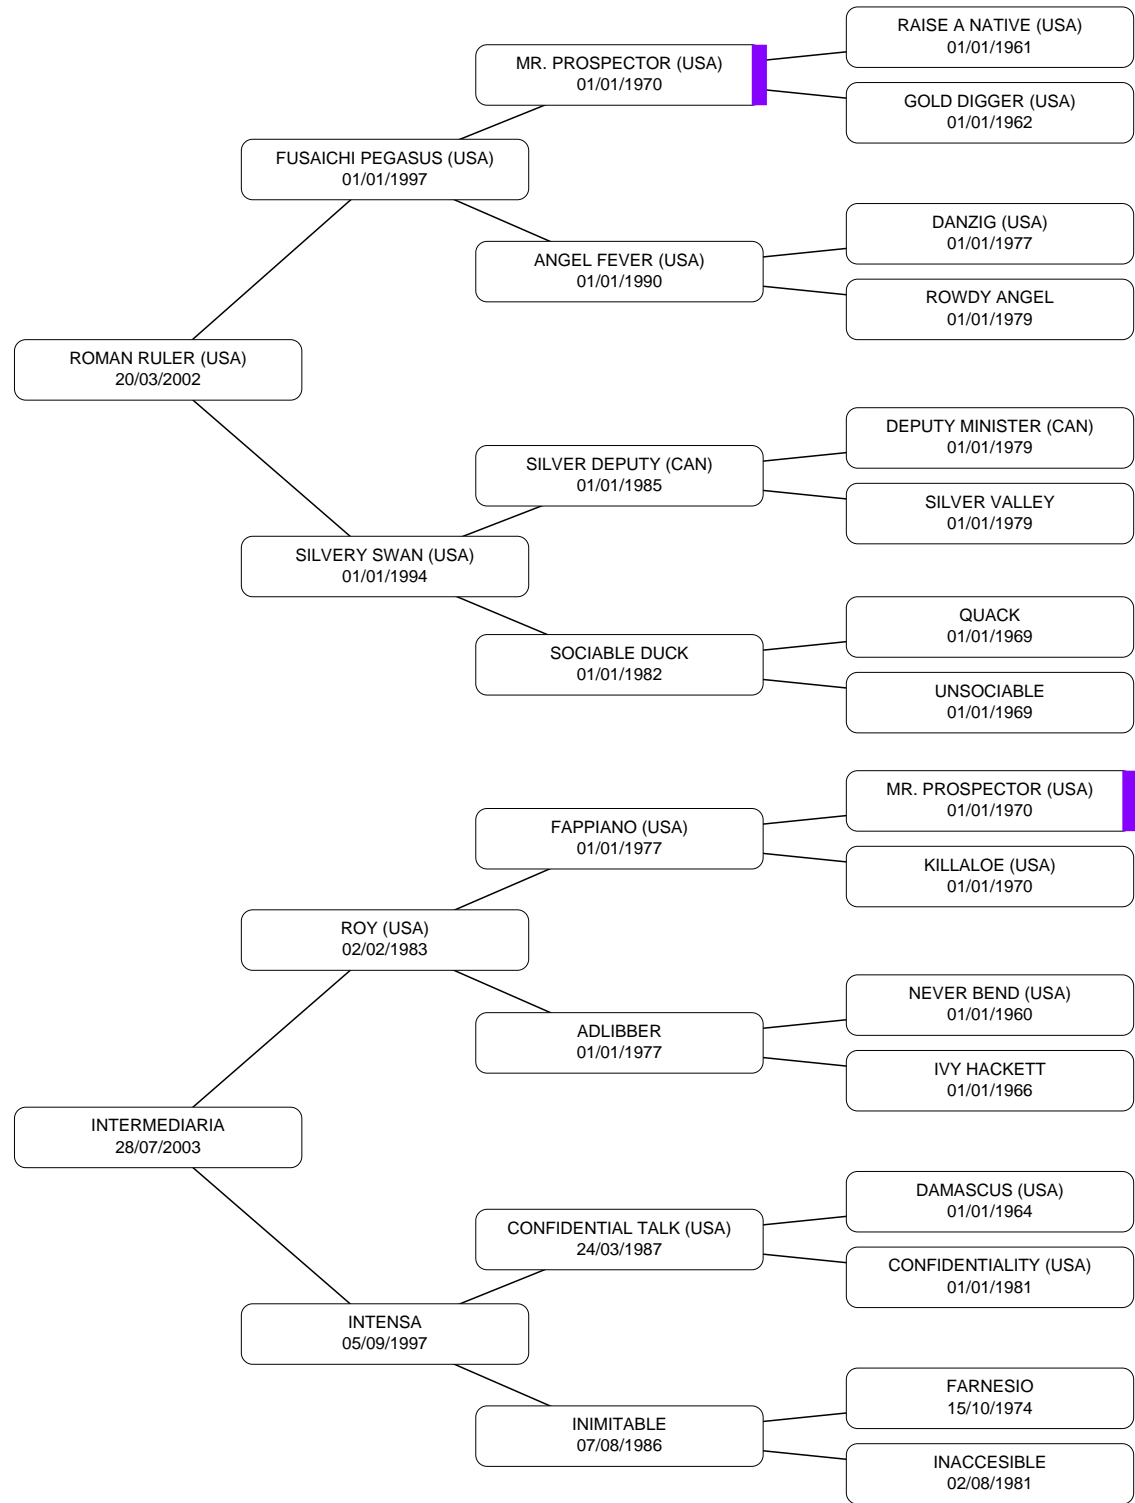 RAISE A NATIVE (USA)
01/01/1961
MR. PROSPECTOR (USA)
01/01/1970
GOLD DIGGER (USA)
01/01/1962
FUSAICHI PEGASUS (USA)
01/01/1997
DANZIG (USA)
01/01/1977
ANGEL FEVER (USA)
01/01/1990
ROWDY ANGEL
01/01/1979
ROMAN RULER (USA)
20/03/2002
DEPUTY MINISTER (CAN)
01/01/1979
SILVER DEPUTY (CAN)
01/01/1985
SILVER VALLEY
01/01/1979
SILVERY SWAN (USA)
01/01/1994
QUACK
01/01/1969
SOCIABLE DUCK
01/01/1982
UNSOCIABLE
01/01/1969
MR. PROSPECTOR (USA)
01/01/1970
FAPPIANO (USA)
01/01/1977
KILLALOE (USA)
01/01/1970
ROY (USA)
02/02/1983
NEVER BEND (USA)
01/01/1960
ADLIBBER
01/01/1977
IVY HACKETT
01/01/1966
INTERMEDIARIA
28/07/2003
DAMASCUS (USA)
01/01/1964
CONFIDENTIAL TALK (USA)
24/03/1987
CONFIDENTIALITY (USA)
01/01/1981
INTENSA
05/09/1997
FARNESIO
15/10/1974
INIMITABLE
07/08/1986
INACCESIBLE
02/08/1981